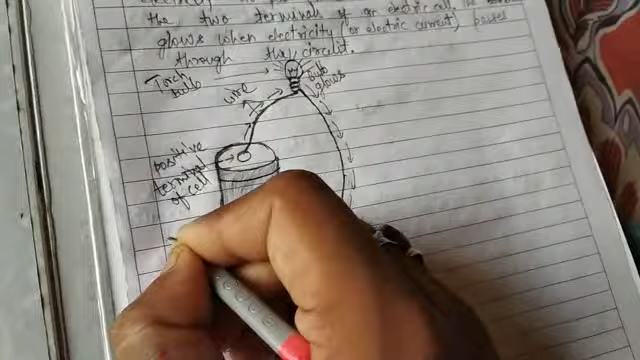 the two terminals of an electric cell. The
glows when electricity (or electric current) passes
through the circuit.
Torch
bulb
bulb
glows
wire
positive
terminal
of cell